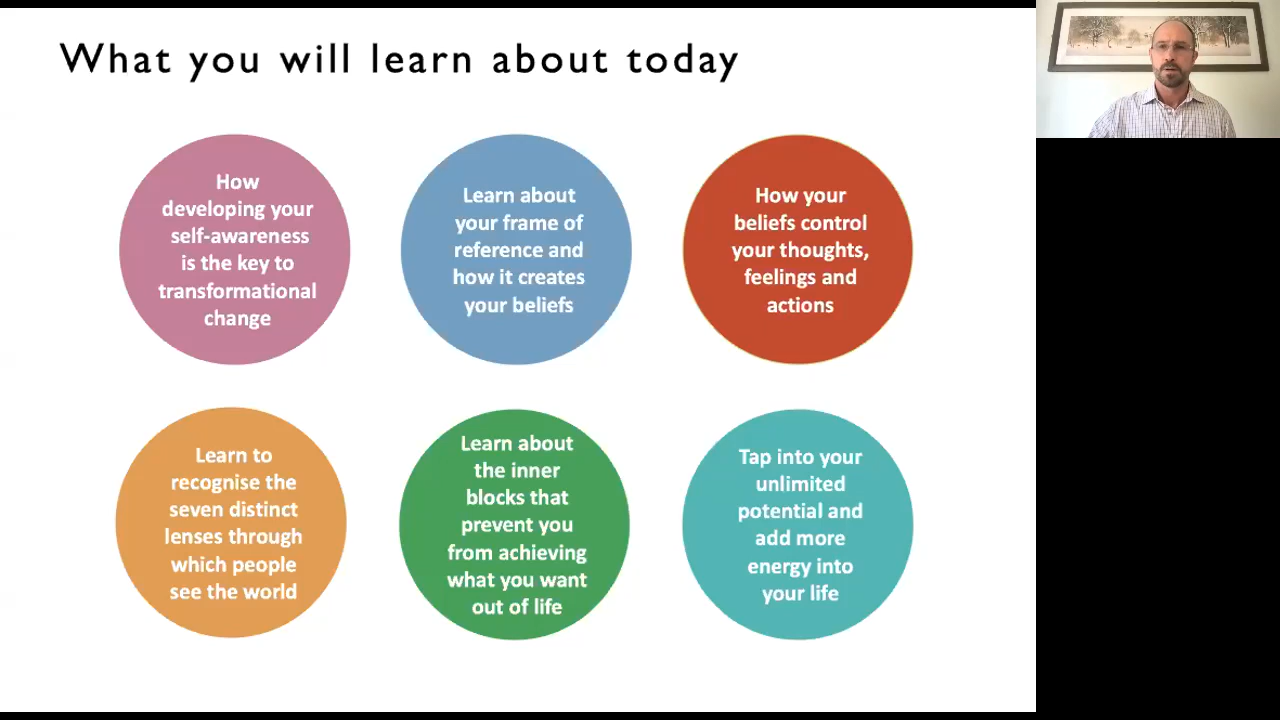 What you will learn about today
How
developing your
self-awareness
is the key to
transformational
change
Learn about
your frame of
reference and
how it creates
your beliefs
How your
beliefs control
your thoughts,
feelings and
actions
Learn to
recognise the
seven distinct
lenses through
which people
see the world
Learn about
the inner
blocks that
prevent you
from achieving
what you want
out of life
Tap into your
unlimited
potential and
add more
energy into
your life